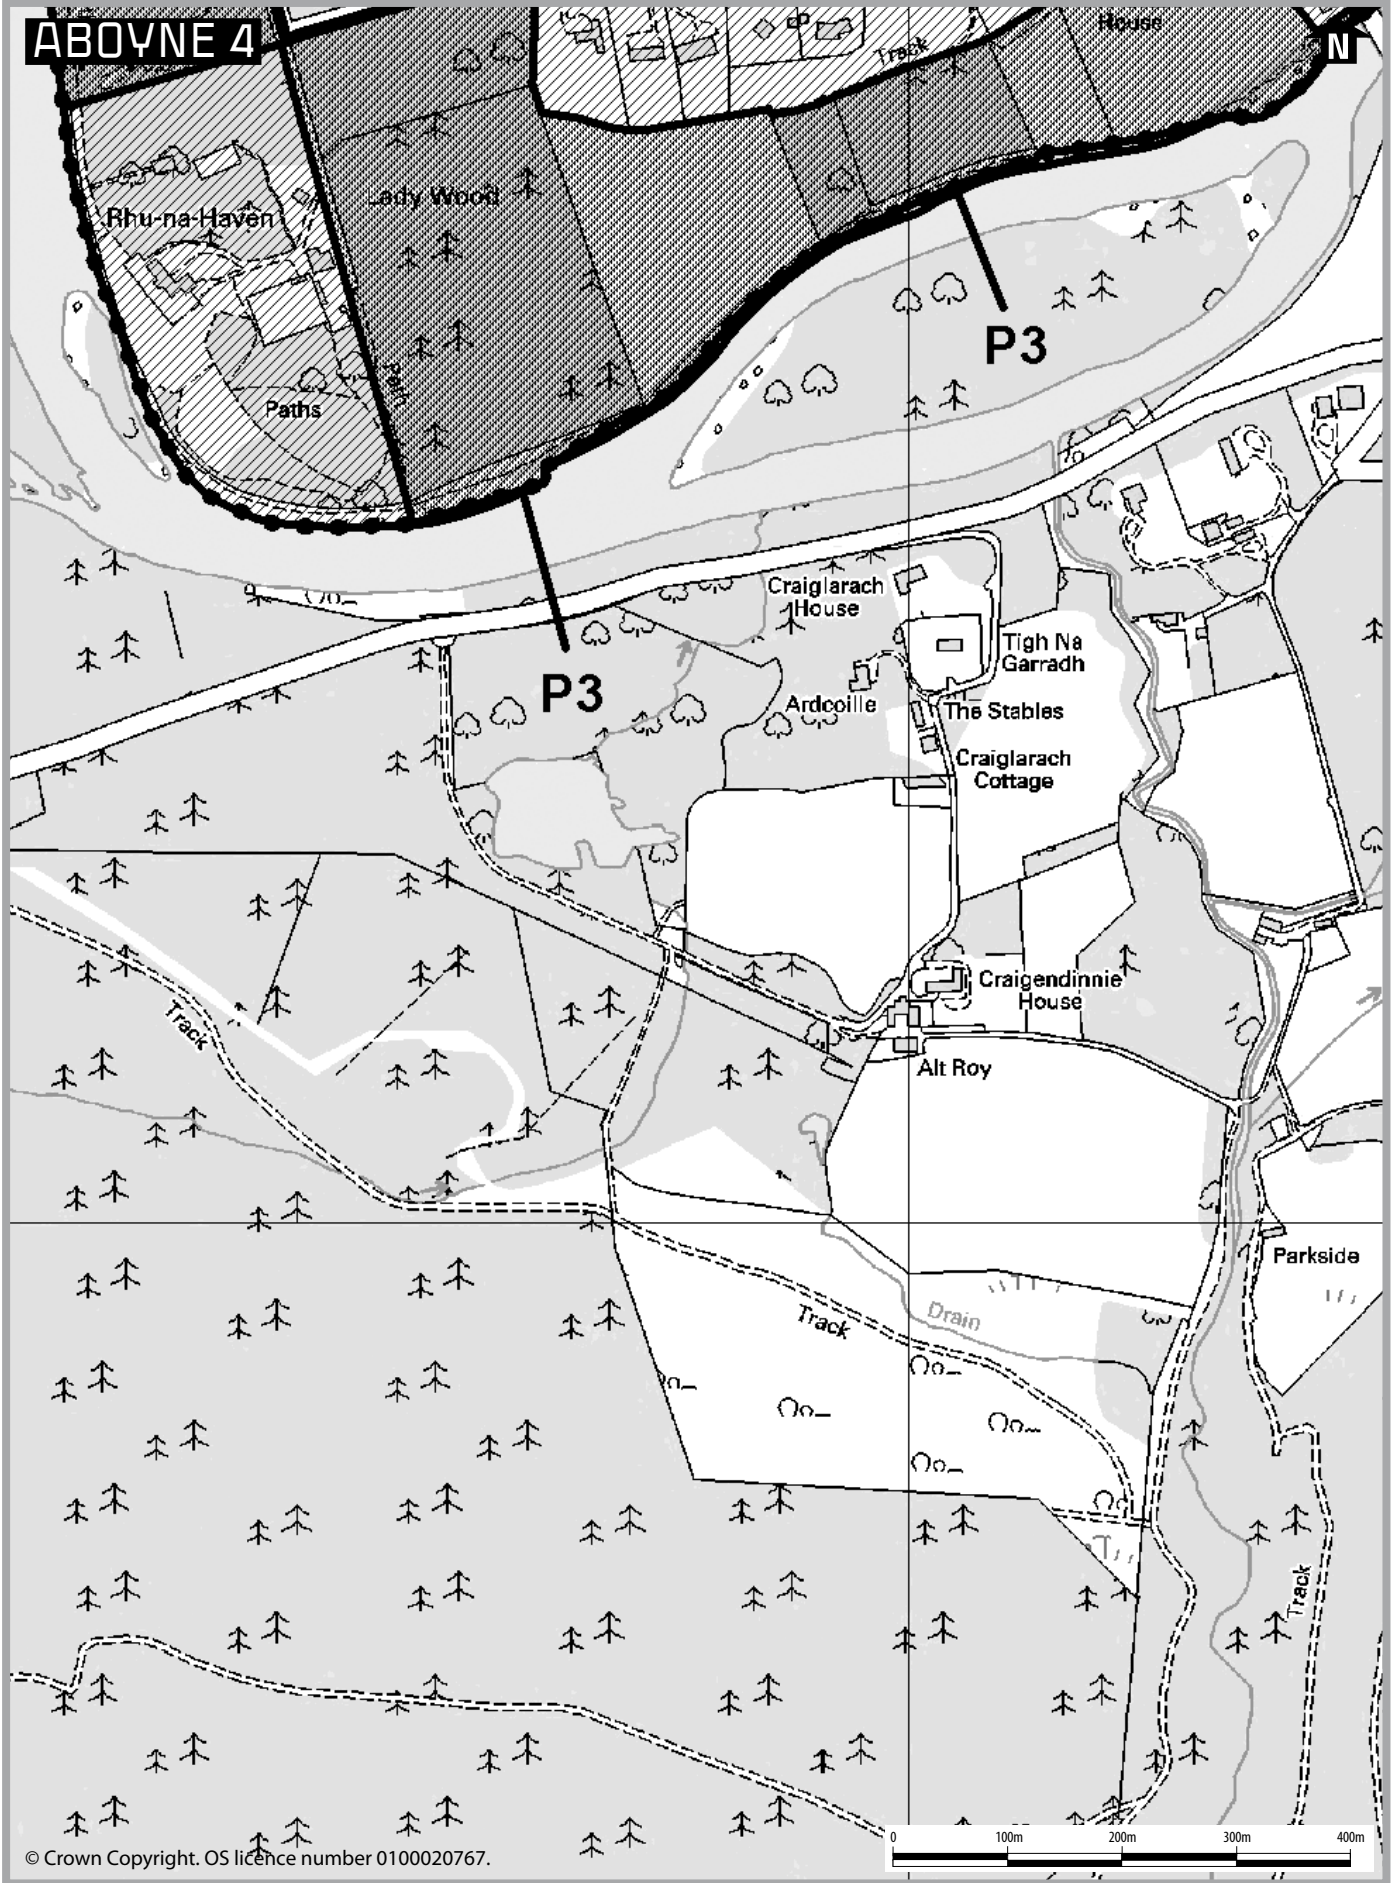 ABOYNE 4
House
Track
N
Lady Wood
Rhu-na-Haven
P3
Path
Paths
Craiglarach
House
Tigh Na
Garradh
P3
Ardcoille
The Stables
Craiglarach
Cottage
Craigendinnie
House
Track
Alt Roy
Parkside
Drain
Track
Track
0 100m 200m 300m 400m
© Crown Copyright. OS licence number 0100020767.